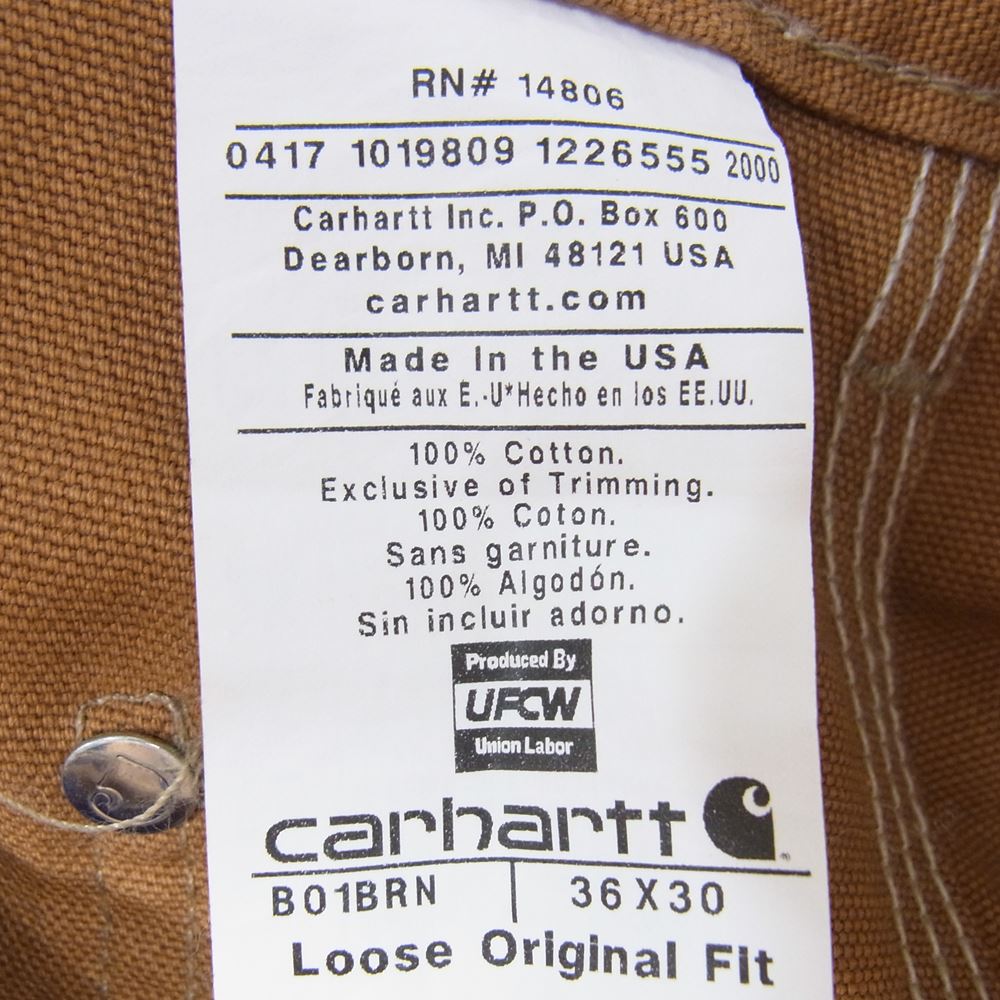 RN# 14806
0417 1019809 1226555 2000
Carhartt Inc. P.O. Box 600
Dearborn, MI 48121 USA
carhartt.com
Made In the USA
Fabriqué aux É.-U*Hecho en los EE.UU.
100% Cotton.
Exclusive of Trimming.
100% Coton.
Sans garniture.
100% Algodón.
Sin incluir adorno.
Produced By
UFCW
Union Labor
carhartt
B01BRN 36X30
Loose Original Fit